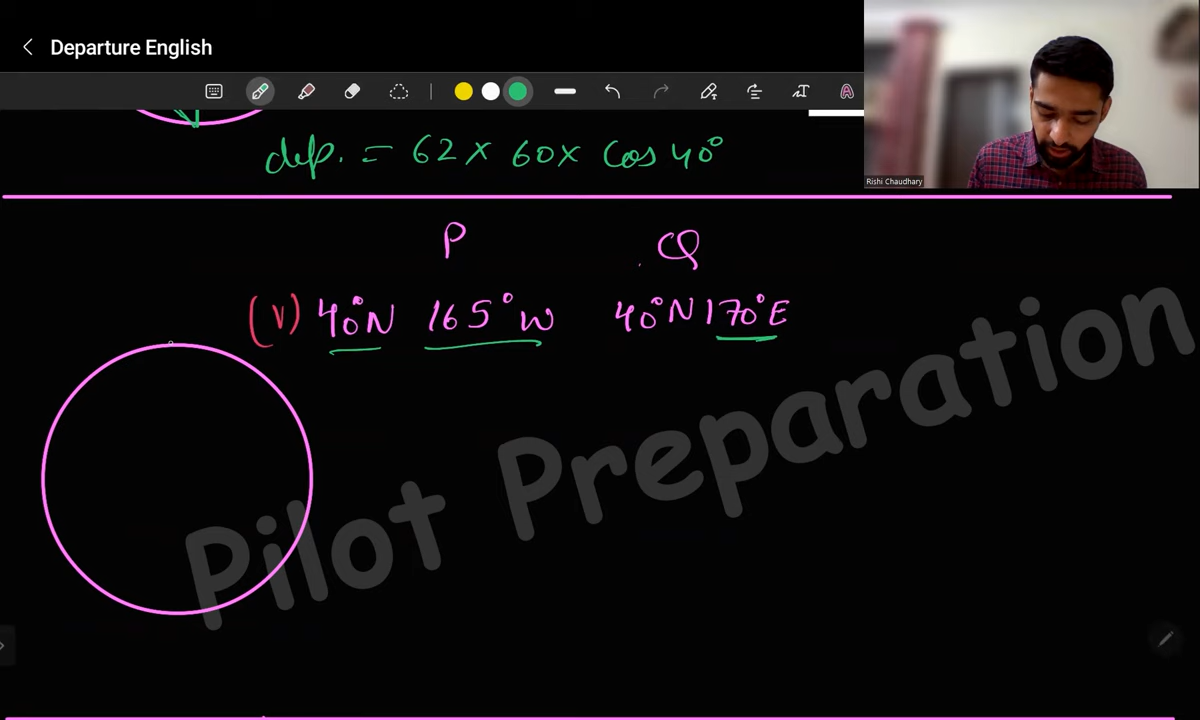 Departure English
Rishi Chaudhary
dep. = 62 x 60 x Cos 40°
P Q
(v) 40°N 165°W 40°N 170°E
Pilot Preparation